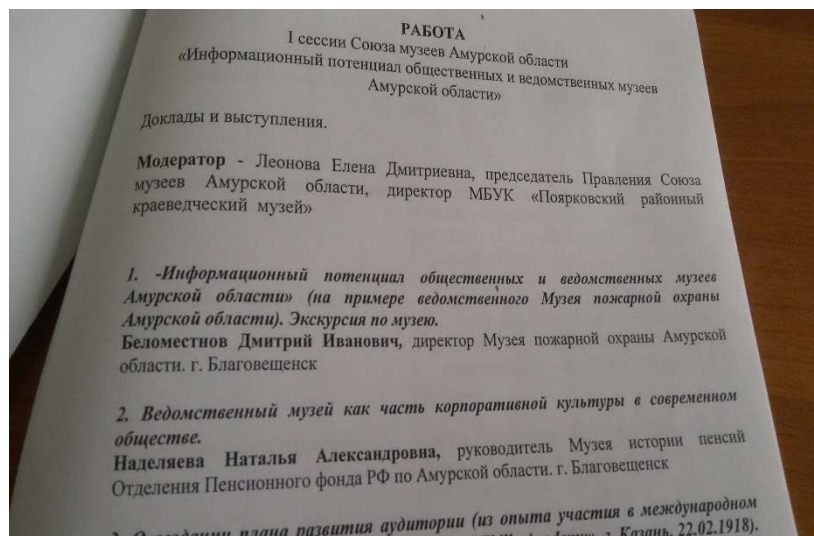 РАБОТА
I сессии Союза музеев Амурской области
«Информационный потенциал общественных и ведомственных музеев
Амурской области»
Доклады и выступления.
Модератор - Леонова Елена Дмитриевна, председатель Правления Союза
музеев Амурской области, директор МБУК «Поярковский районный
краеведческий музей»
1. -Информационный потенциал общественных и ведомственных музеев
Амурской области» (на примере ведомственного Музея пожарной охраны
Амурской области). Экскурсия по музею.
Беломестнов Дмитрий Иванович, директор Музея пожарной охраны Амурской
области. г. Благовещенск
2. Ведомственный музей как часть корпоративной культуры в современном
обществе.
Наделяева Наталья Александровна, руководитель Музея истории пенсий
Отделения Пенсионного фонда РФ по Амурской области. г. Благовещенск
плана развития аудитории (из опыта участия в международном
г. Казань, 22.02.1918).